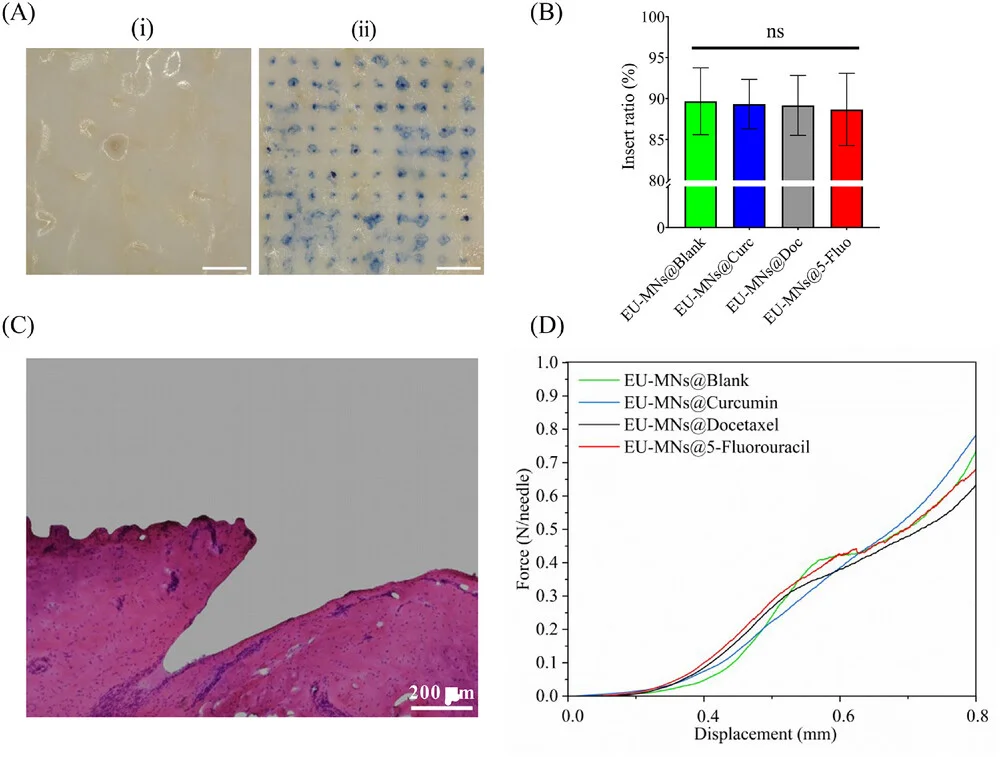 (A)
(i)
(ii)
(B)
ns
Insert ratio (%)
100
95
90
85
80
0
EU-MNs@Blank
EU-MNs@Curc
EU-MNs@Doc
EU-MNs@5-Fluo
(C)
200 μm
(D)
EU-MNs@Blank
EU-MNs@Curcumin
EU-MNs@Docetaxel
EU-MNs@5-Fluorouracil
Force (N/needle)
1.0
0.9
0.8
0.7
0.6
0.5
0.4
0.3
0.2
0.1
0.0
0.0
0.4
0.6
0.8
Displacement (mm)